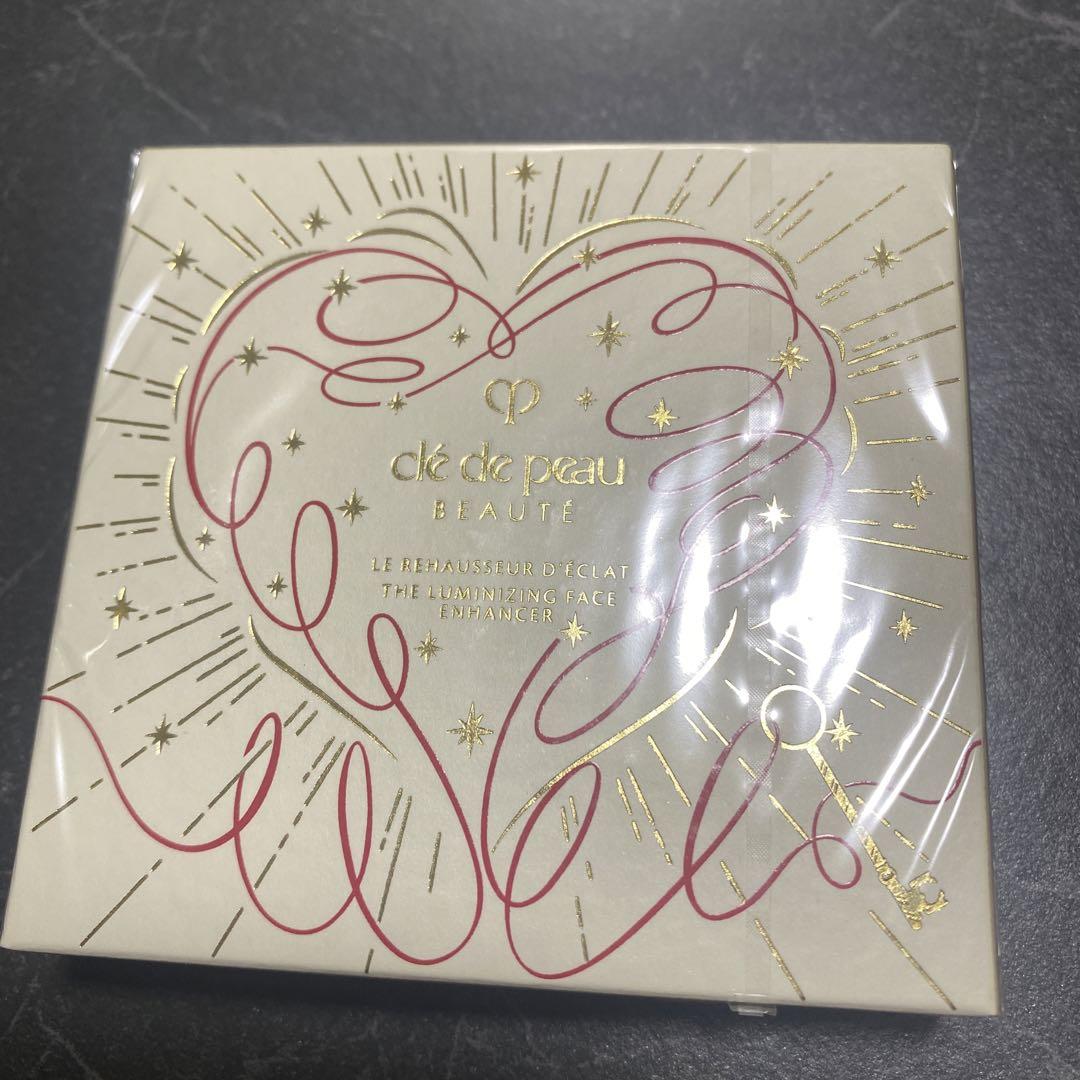 clé de peau
BEAUTÉ
LE REHAUSSEUR D'ÉCLAT
THE LUMINIZING FACE
ENHANCER